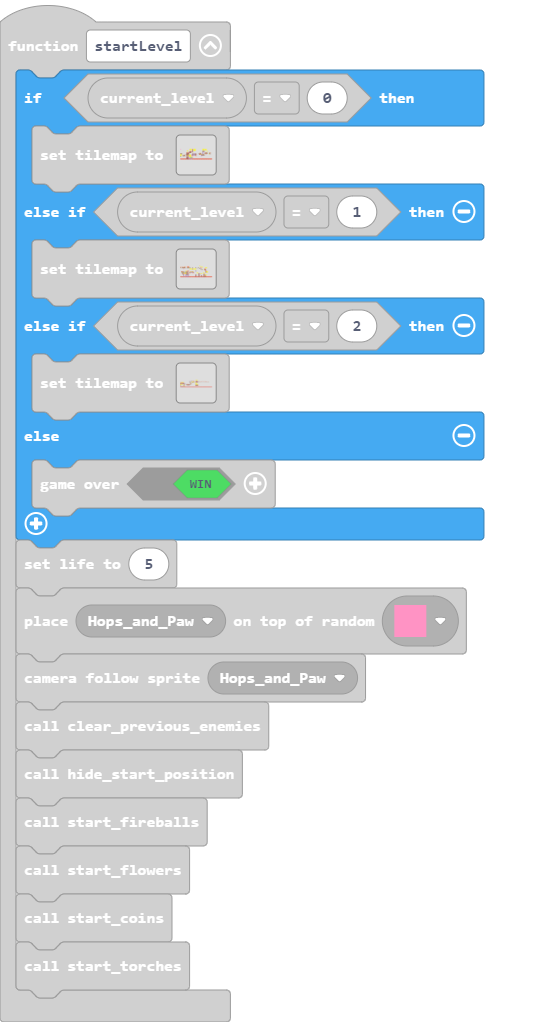 function startLevel
if current_level = 0 then
set tilemap to
else if current_level = 1 then
set tilemap to
else if current_level = 2 then
set tilemap to
else
game over WIN
set life to 5
place Hops_and_Paw on top of random
camera follow sprite Hops_and_Paw
call clear_previous_enemies
call hide_start_position
call start_fireballs
call start_flowers
call start_coins
call start_torches